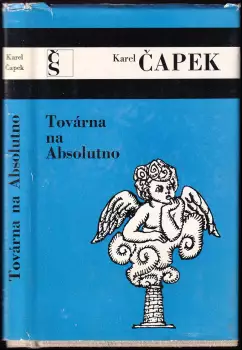 Karel
Čapek
Továrna na Absolutno
ČS
Karel ČAPEK
Továrna
na
Absolutno